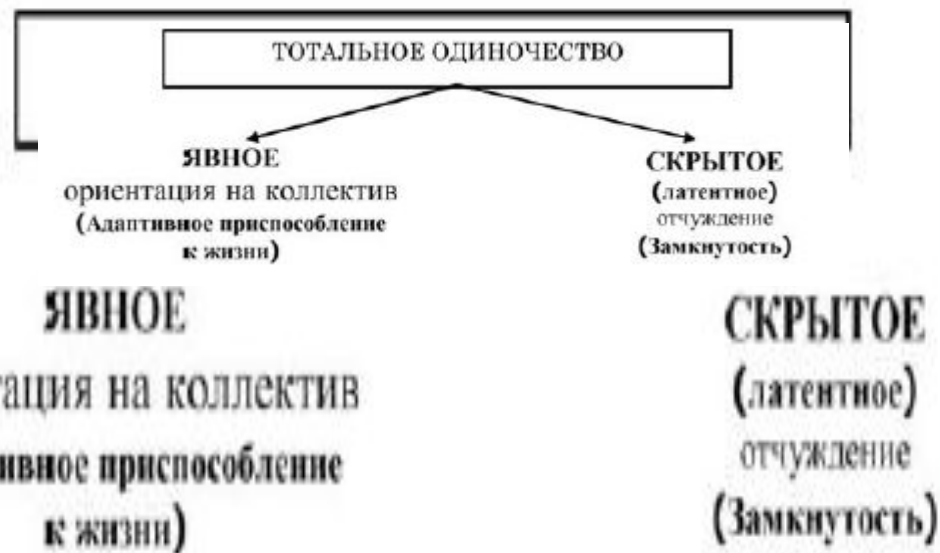 ТОТАЛЬНОЕ ОДИНОЧЕСТВО
ЯВНОЕ
ориентация на коллектив
(Адаптивное приспособление
к жизни)
СКРЫТОЕ
(латентное)
отчуждение
(Замкнутость)
ЯВНОЕ
тация на коллектив
ивное приспособление
к жизни)
СКРЫТОЕ
(латентное)
отчуждение
(Замкнутость)